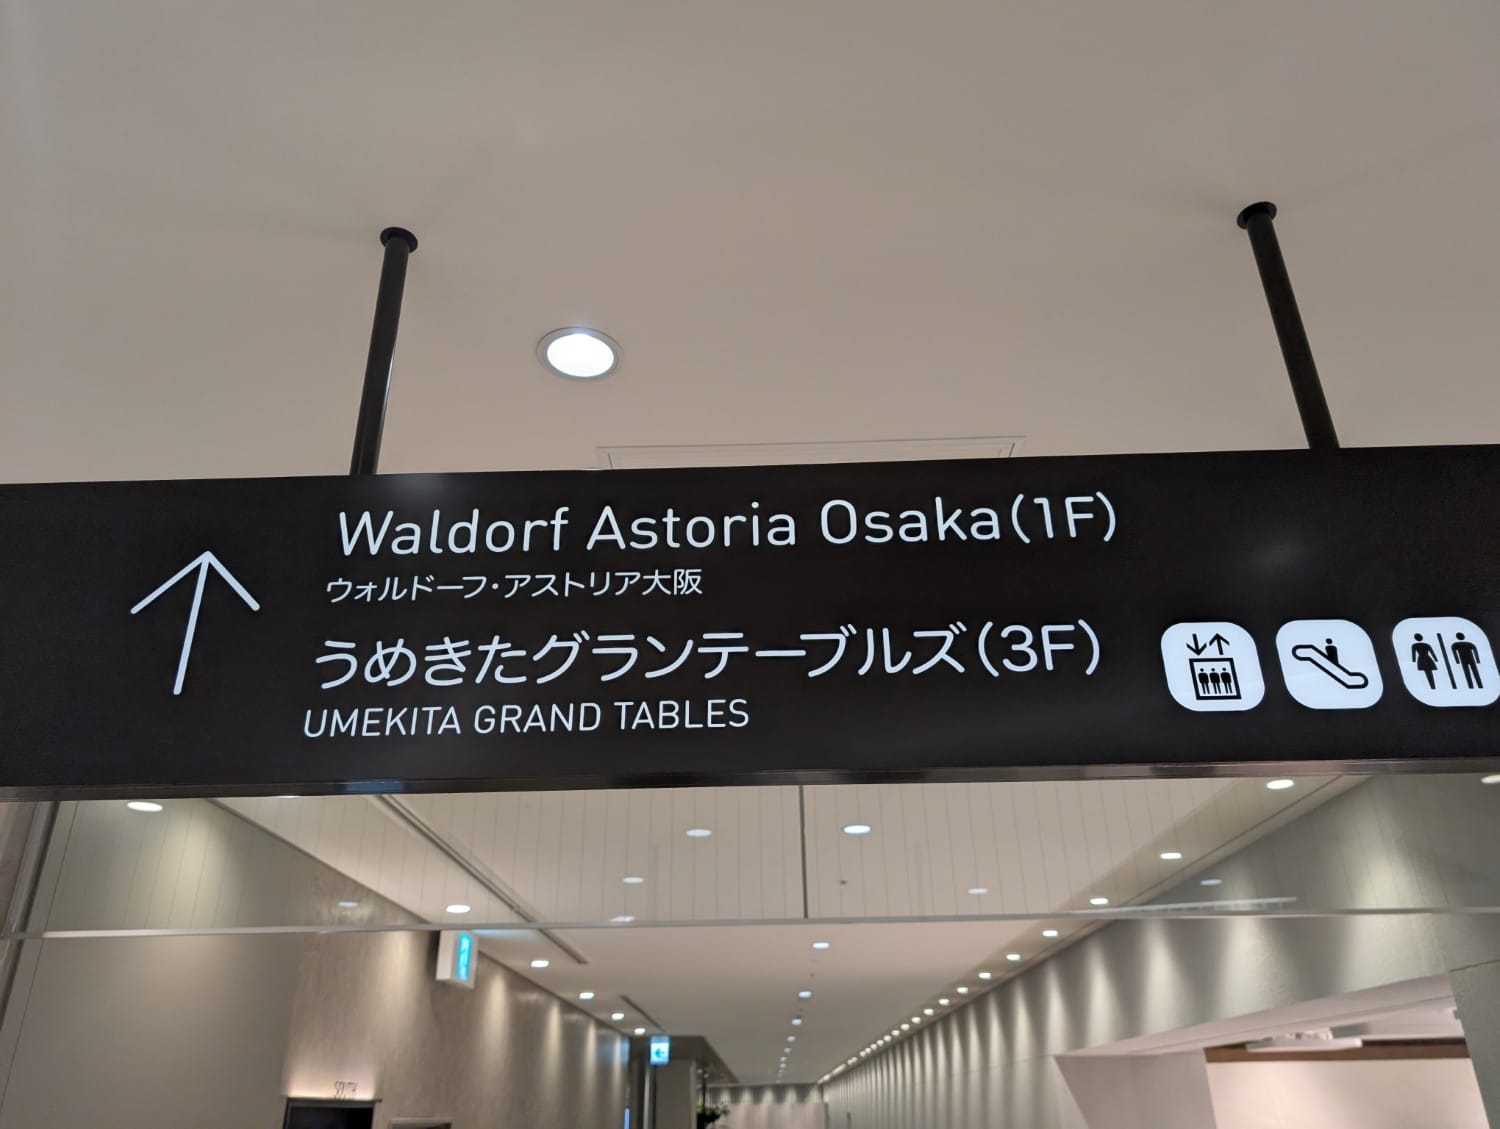 Waldorf Astoria Osaka(1F)
ウォルドーフ・アストリア大阪
うめきたグランテーブルズ(3F)
UMEKITA GRAND TABLES
SOUTH